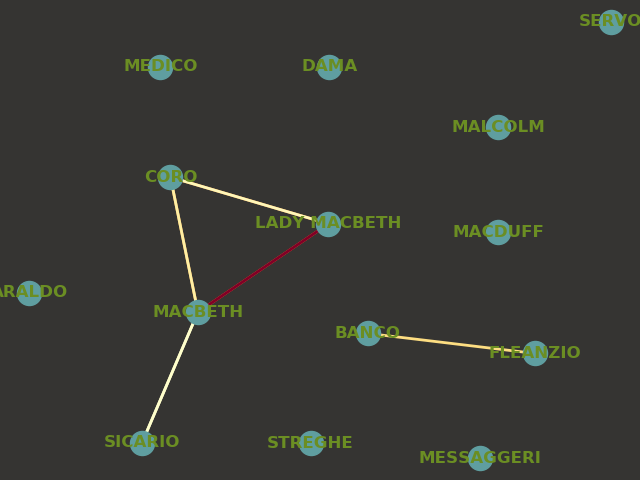 SERVO
MEDICO
DAMA
MALCOLM
CORO
LADY MACBETH
MACDUFF
ARALDO
MACBETH
BANCO
FLEANZIO
SICARIO
STREGHE
MESSAGGERI